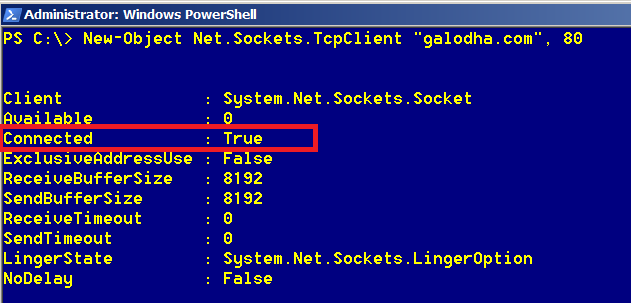 Administrator: Windows PowerShell
PS C:\> New-Object Net.Sockets.TcpClient "galodha.com", 80
Client : System.Net.Sockets.Socket
Available : 0
Connected : True
ExclusiveAddressUse : False
ReceiveBufferSize : 8192
SendBufferSize : 8192
ReceiveTimeout : 0
SendTimeout : 0
LingerState : System.Net.Sockets.LingerOption
NoDelay : False